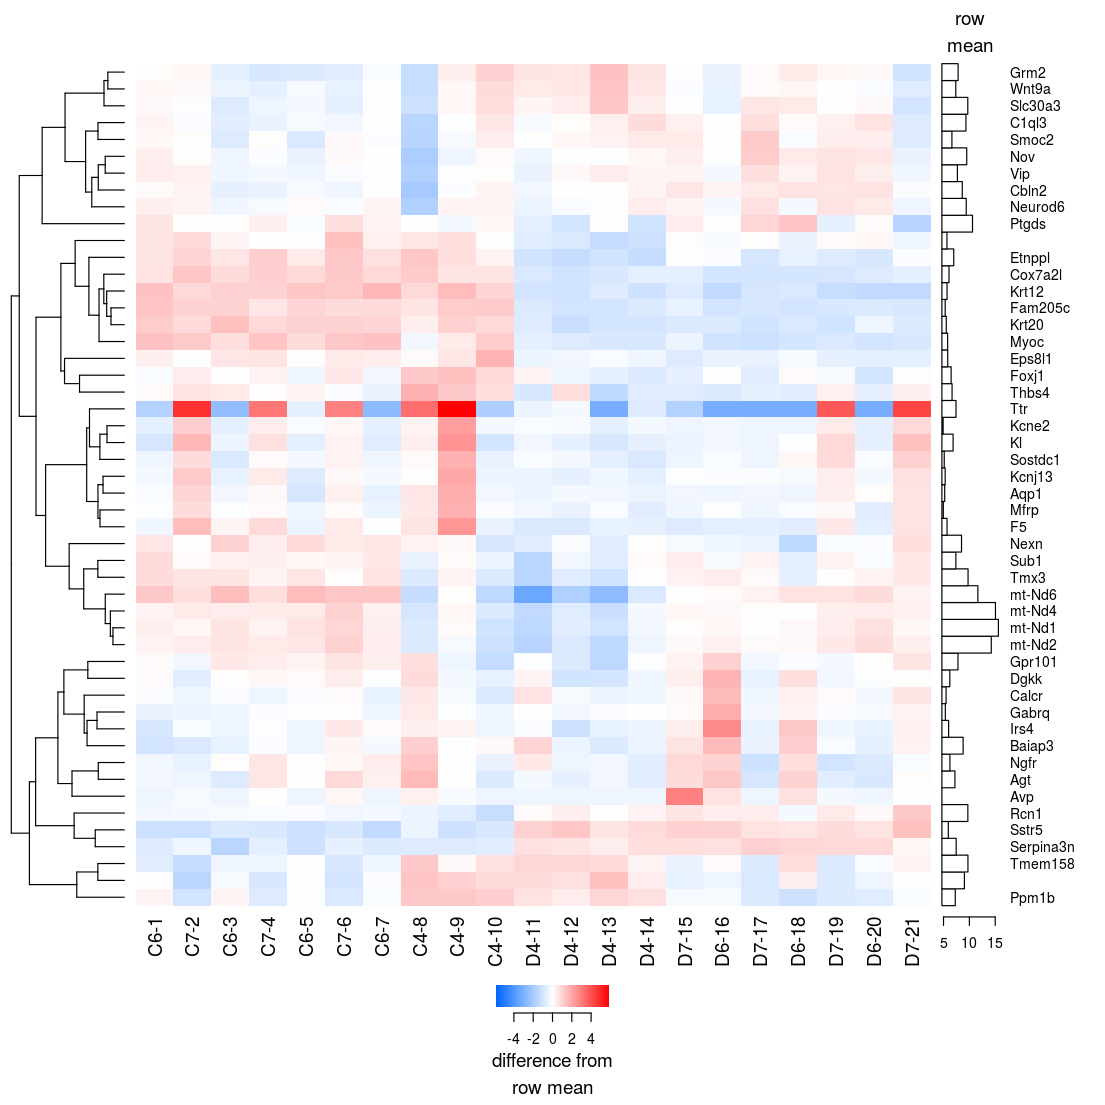 row
mean
Grm2
Wnt9a
Slc30a3
C1ql3
Smoc2
Nov
Vip
Cbln2
Neurod6
Ptgds
Etnppl
Cox7a2l
Krt12
Fam205c
Krt20
Myoc
Eps8l1
Foxj1
Thbs4
Ttr
Kcne2
Kl
Sostdc1
Kcnj13
Aqp1
Mfrp
F5
Nexn
Sub1
Tmx3
mt-Nd6
mt-Nd4
mt-Nd1
mt-Nd2
Gpr101
Dgkk
Calcr
Gabrq
Irs4
Baiap3
Ngfr
Agt
Avp
Rcn1
Sstr5
Serpina3n
Tmem158
Ppm1b
C6-1 C7-2 C6-3 C7-4 C6-5 C7-6 C6-7 C4-8 C4-9 C4-10 D4-11 D4-12 D4-13 D4-14 D7-15 D6-16 D7-17 D6-18 D7-19 D6-20 D7-21
5 10 15
-4 -2 0 2 4
difference from
row mean